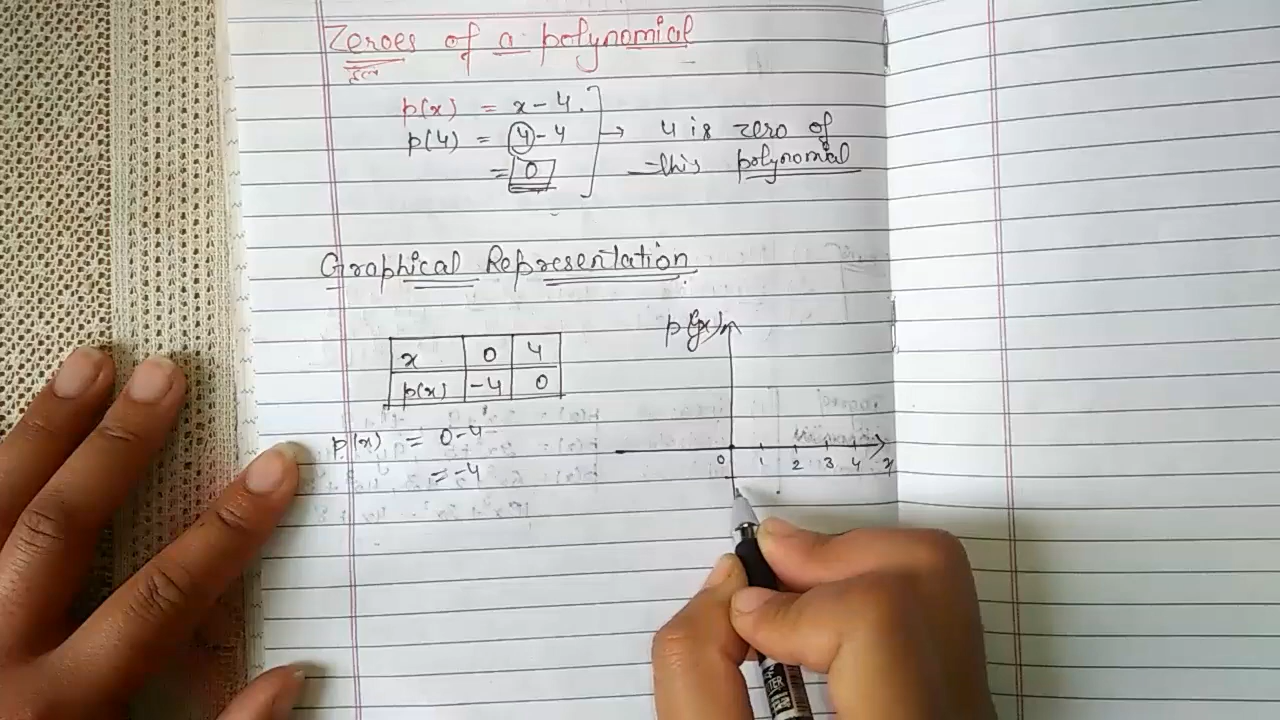 Zeroes of a polynomial
p(x) = x - 4.
p(4) = 4 - 4 → 4 is zero of
= 0 this polynomial
Graphical Representation
p(x)
x 0 4
p(x) -4 0
p(x) = 0-4
= -4
0 1 2 3 4 x